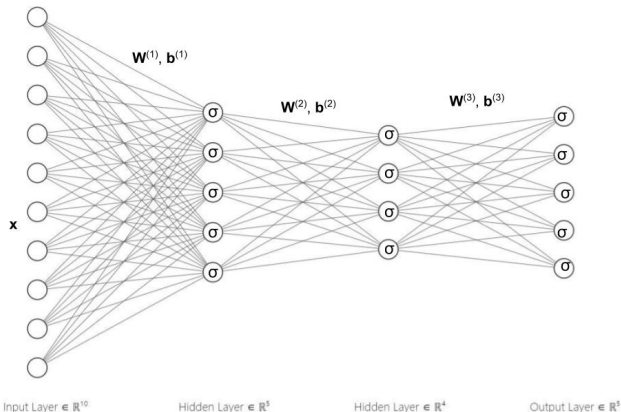 W⁽¹⁾, b⁽¹⁾
W⁽²⁾, b⁽²⁾
W⁽³⁾, b⁽³⁾
σ σ σ σ σ
σ σ σ σ
σ σ σ σ σ
x
Input Layer ∈ ℝ¹⁰
Hidden Layer ∈ ℝ⁵
Hidden Layer ∈ ℝ⁴
Output Layer ∈ ℝ⁵